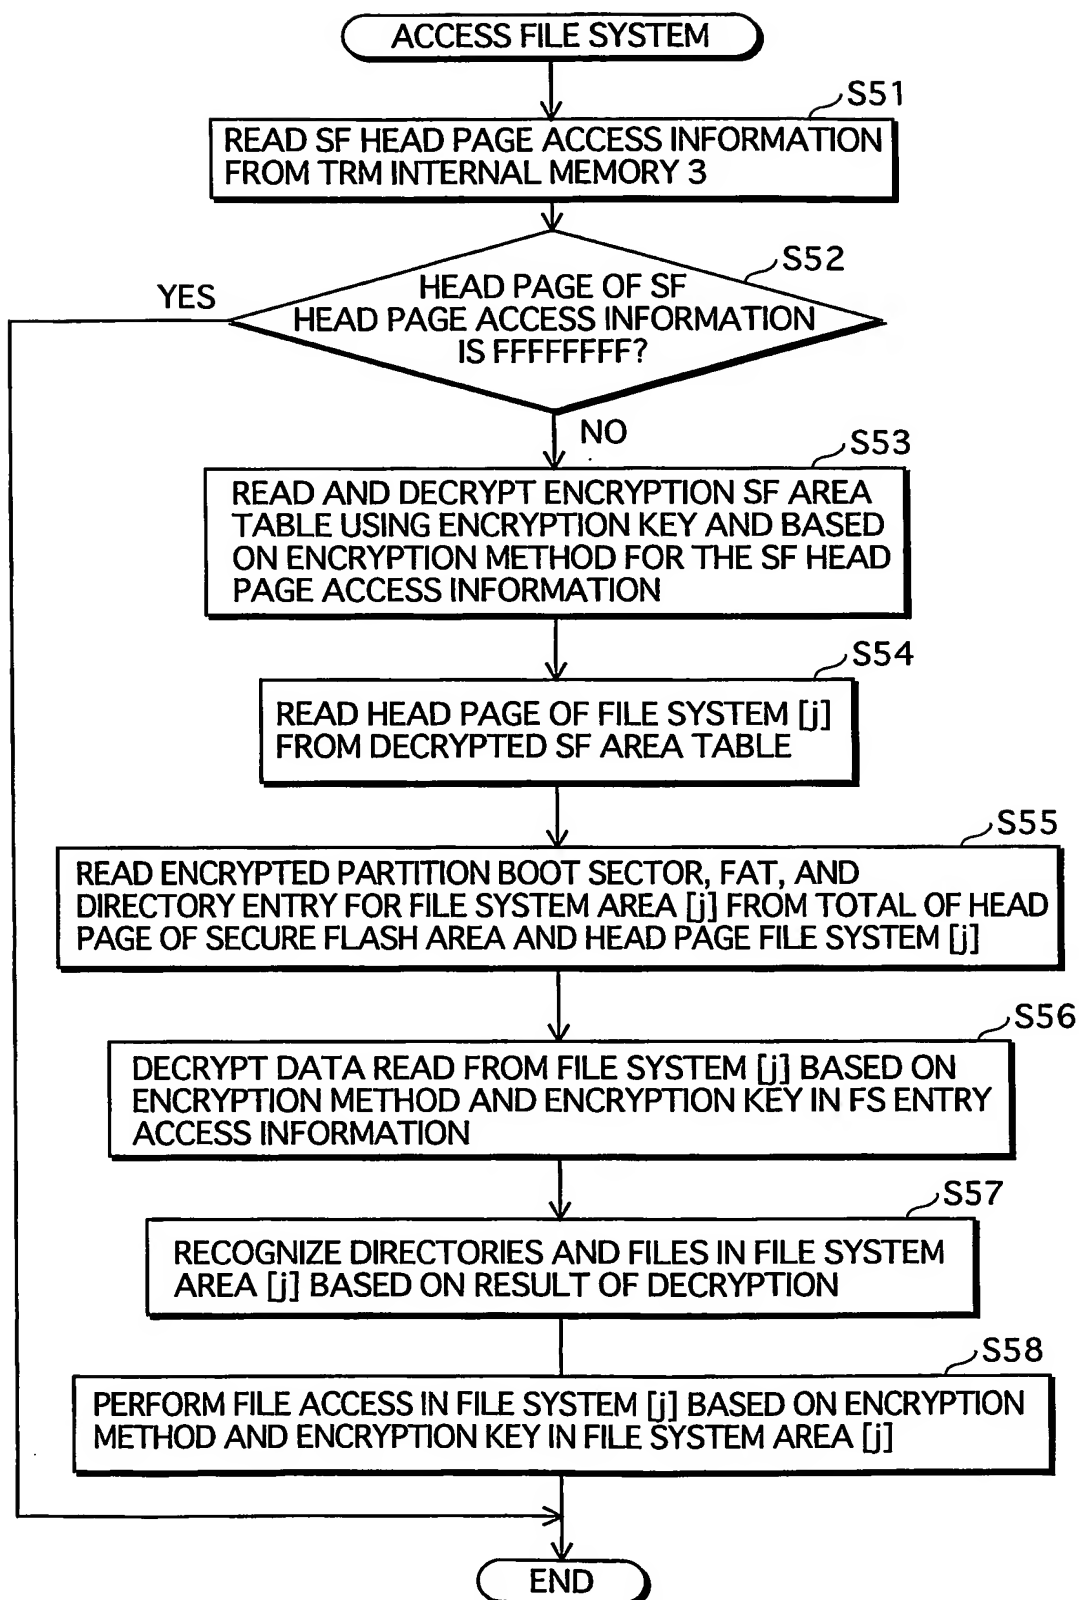 ACCESS FILE SYSTEM
S51
READ SF HEAD PAGE ACCESS INFORMATION
FROM TRM INTERNAL MEMORY 3
S52
YES
HEAD PAGE OF SF
HEAD PAGE ACCESS INFORMATION
IS FFFFFFFF?
NO
S53
READ AND DECRYPT ENCRYPTION SF AREA
TABLE USING ENCRYPTION KEY AND BASED
ON ENCRYPTION METHOD FOR THE SF HEAD
PAGE ACCESS INFORMATION
S54
READ HEAD PAGE OF FILE SYSTEM [j]
FROM DECRYPTED SF AREA TABLE
S55
READ ENCRYPTED PARTITION BOOT SECTOR, FAT, AND
DIRECTORY ENTRY FOR FILE SYSTEM AREA [j] FROM TOTAL OF HEAD
PAGE OF SECURE FLASH AREA AND HEAD PAGE FILE SYSTEM [j]
S56
DECRYPT DATA READ FROM FILE SYSTEM [j] BASED ON
ENCRYPTION METHOD AND ENCRYPTION KEY IN FS ENTRY
ACCESS INFORMATION
S57
RECOGNIZE DIRECTORIES AND FILES IN FILE SYSTEM
AREA [j] BASED ON RESULT OF DECRYPTION
S58
PERFORM FILE ACCESS IN FILE SYSTEM [j] BASED ON ENCRYPTION
METHOD AND ENCRYPTION KEY IN FILE SYSTEM AREA [j]
END